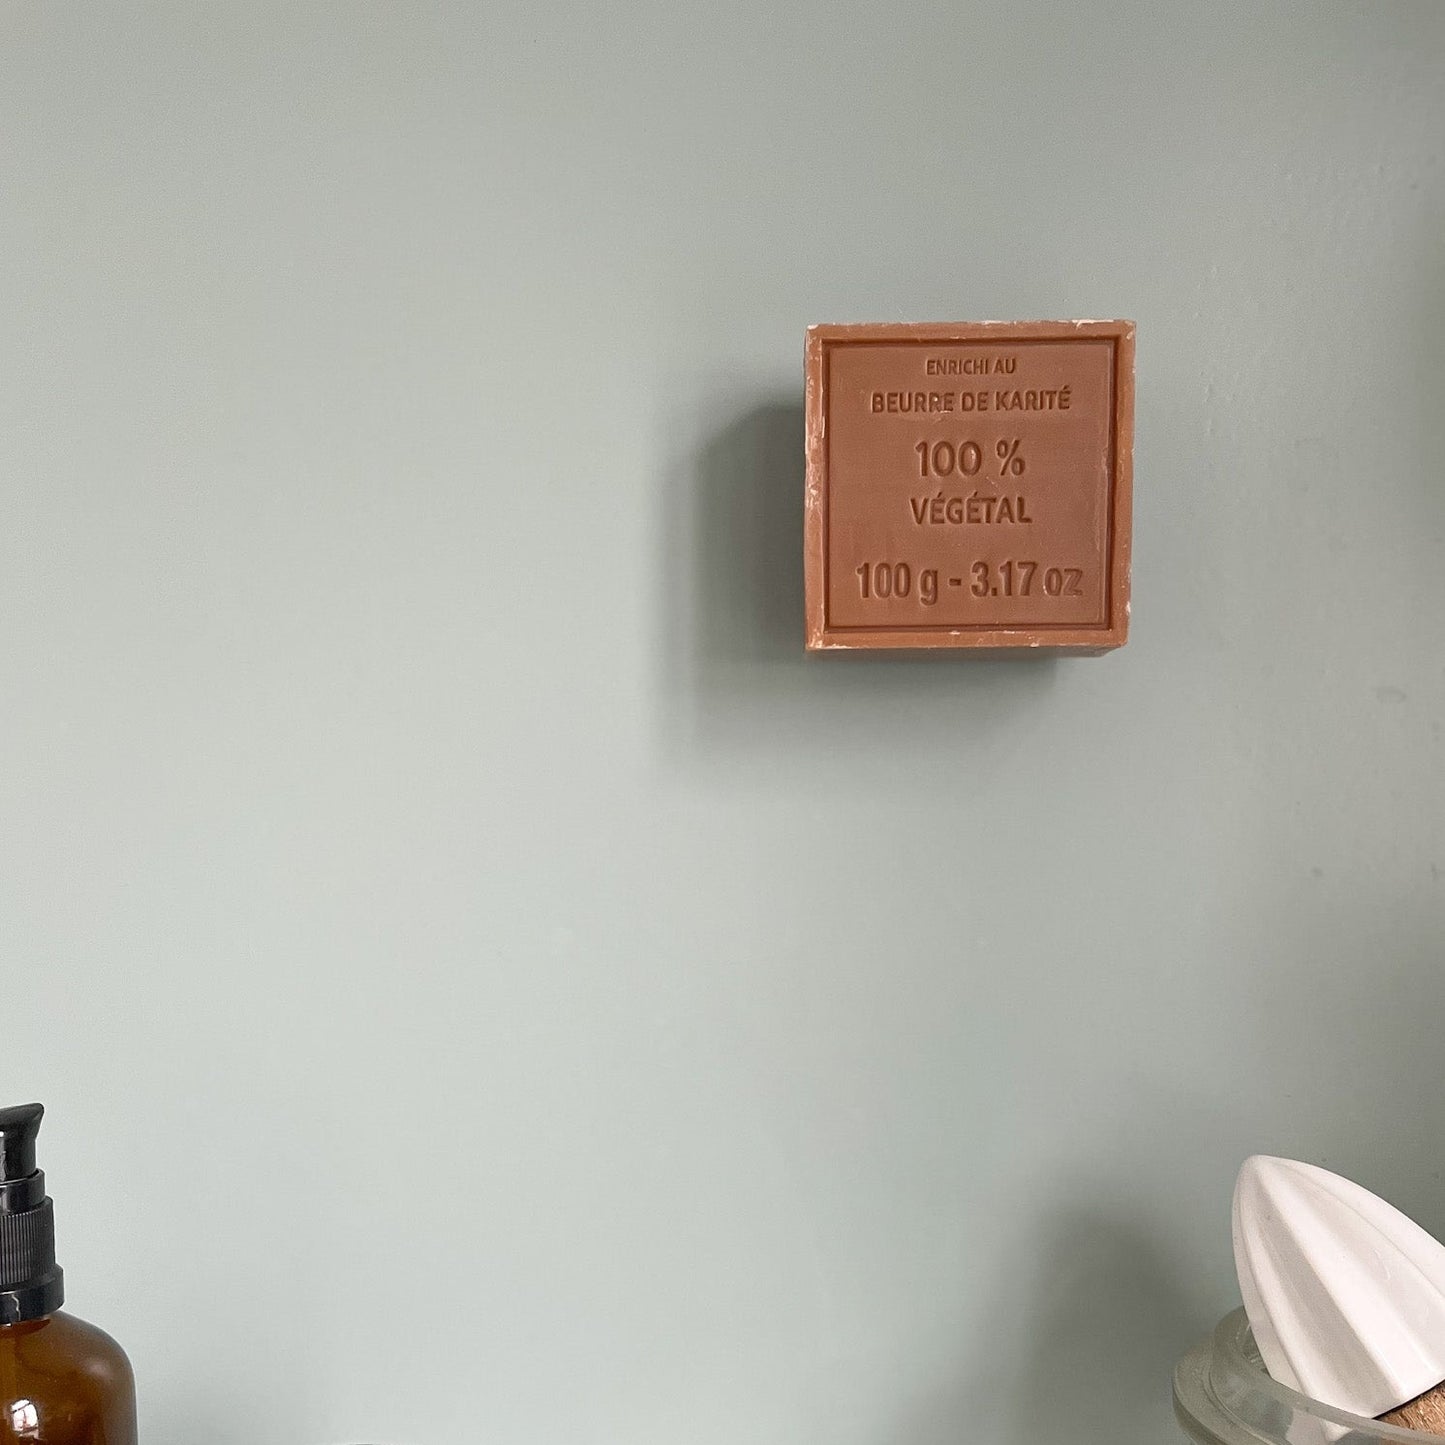 ENRICHI AU
BEURRE DE KARITÉ
100 %
VÉGÉTAL
100 g - 3.17 oz